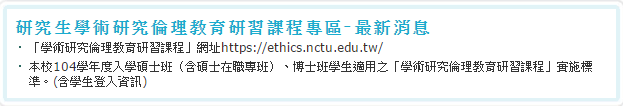 研究生學術研究倫理教育研習課程專區-最新消息
·「學術研究倫理教育研習課程」網址https://ethics.nctu.edu.tw/
·本校104學年度入學碩士班（含碩士在職專班）、博士班學生適用之「學術研究倫理教育研習課程」實施標
準。(含學生登入資訊)